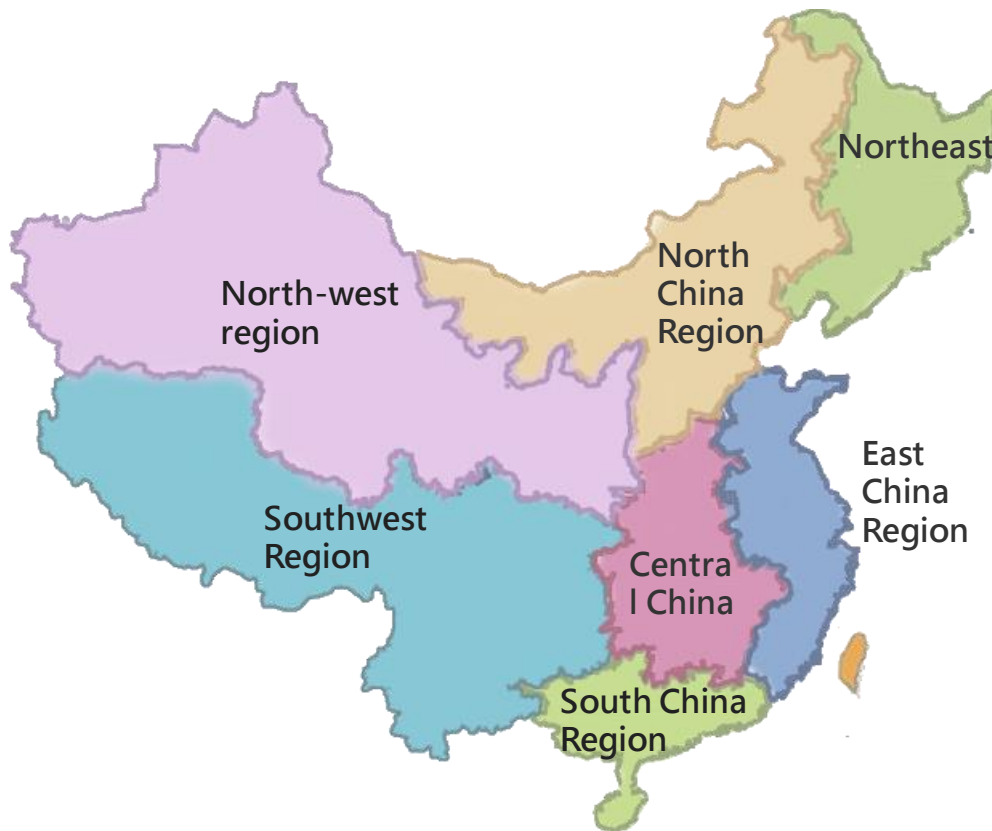 Northeast
North
China
Region
North-west
region
East
China
Region
Southwest
Region
Centra
l China
South China
Region